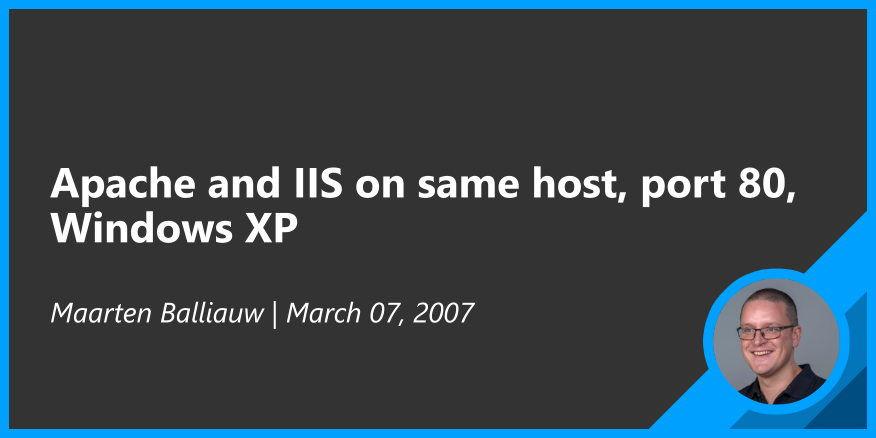 Apache and IIS on same host, port 80,
Windows XP
Maarten Balliauw | March 07, 2007